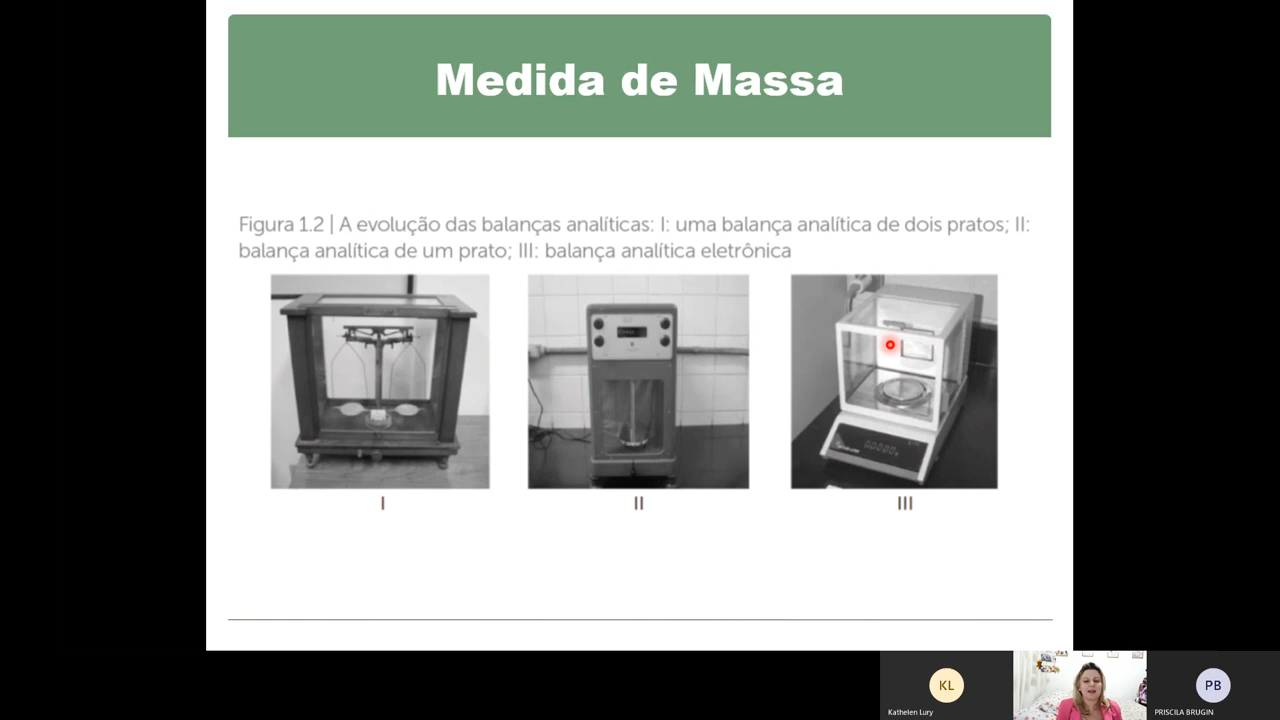 Medida de Massa
Figura 1.2 | A evolução das balanças analíticas: I: uma balança analítica de dois pratos; II:
balança analítica de um prato; III: balança analítica eletrônica
I
II
III
KL
Kathelen Lury
PB
PRISCILA BRUGIN